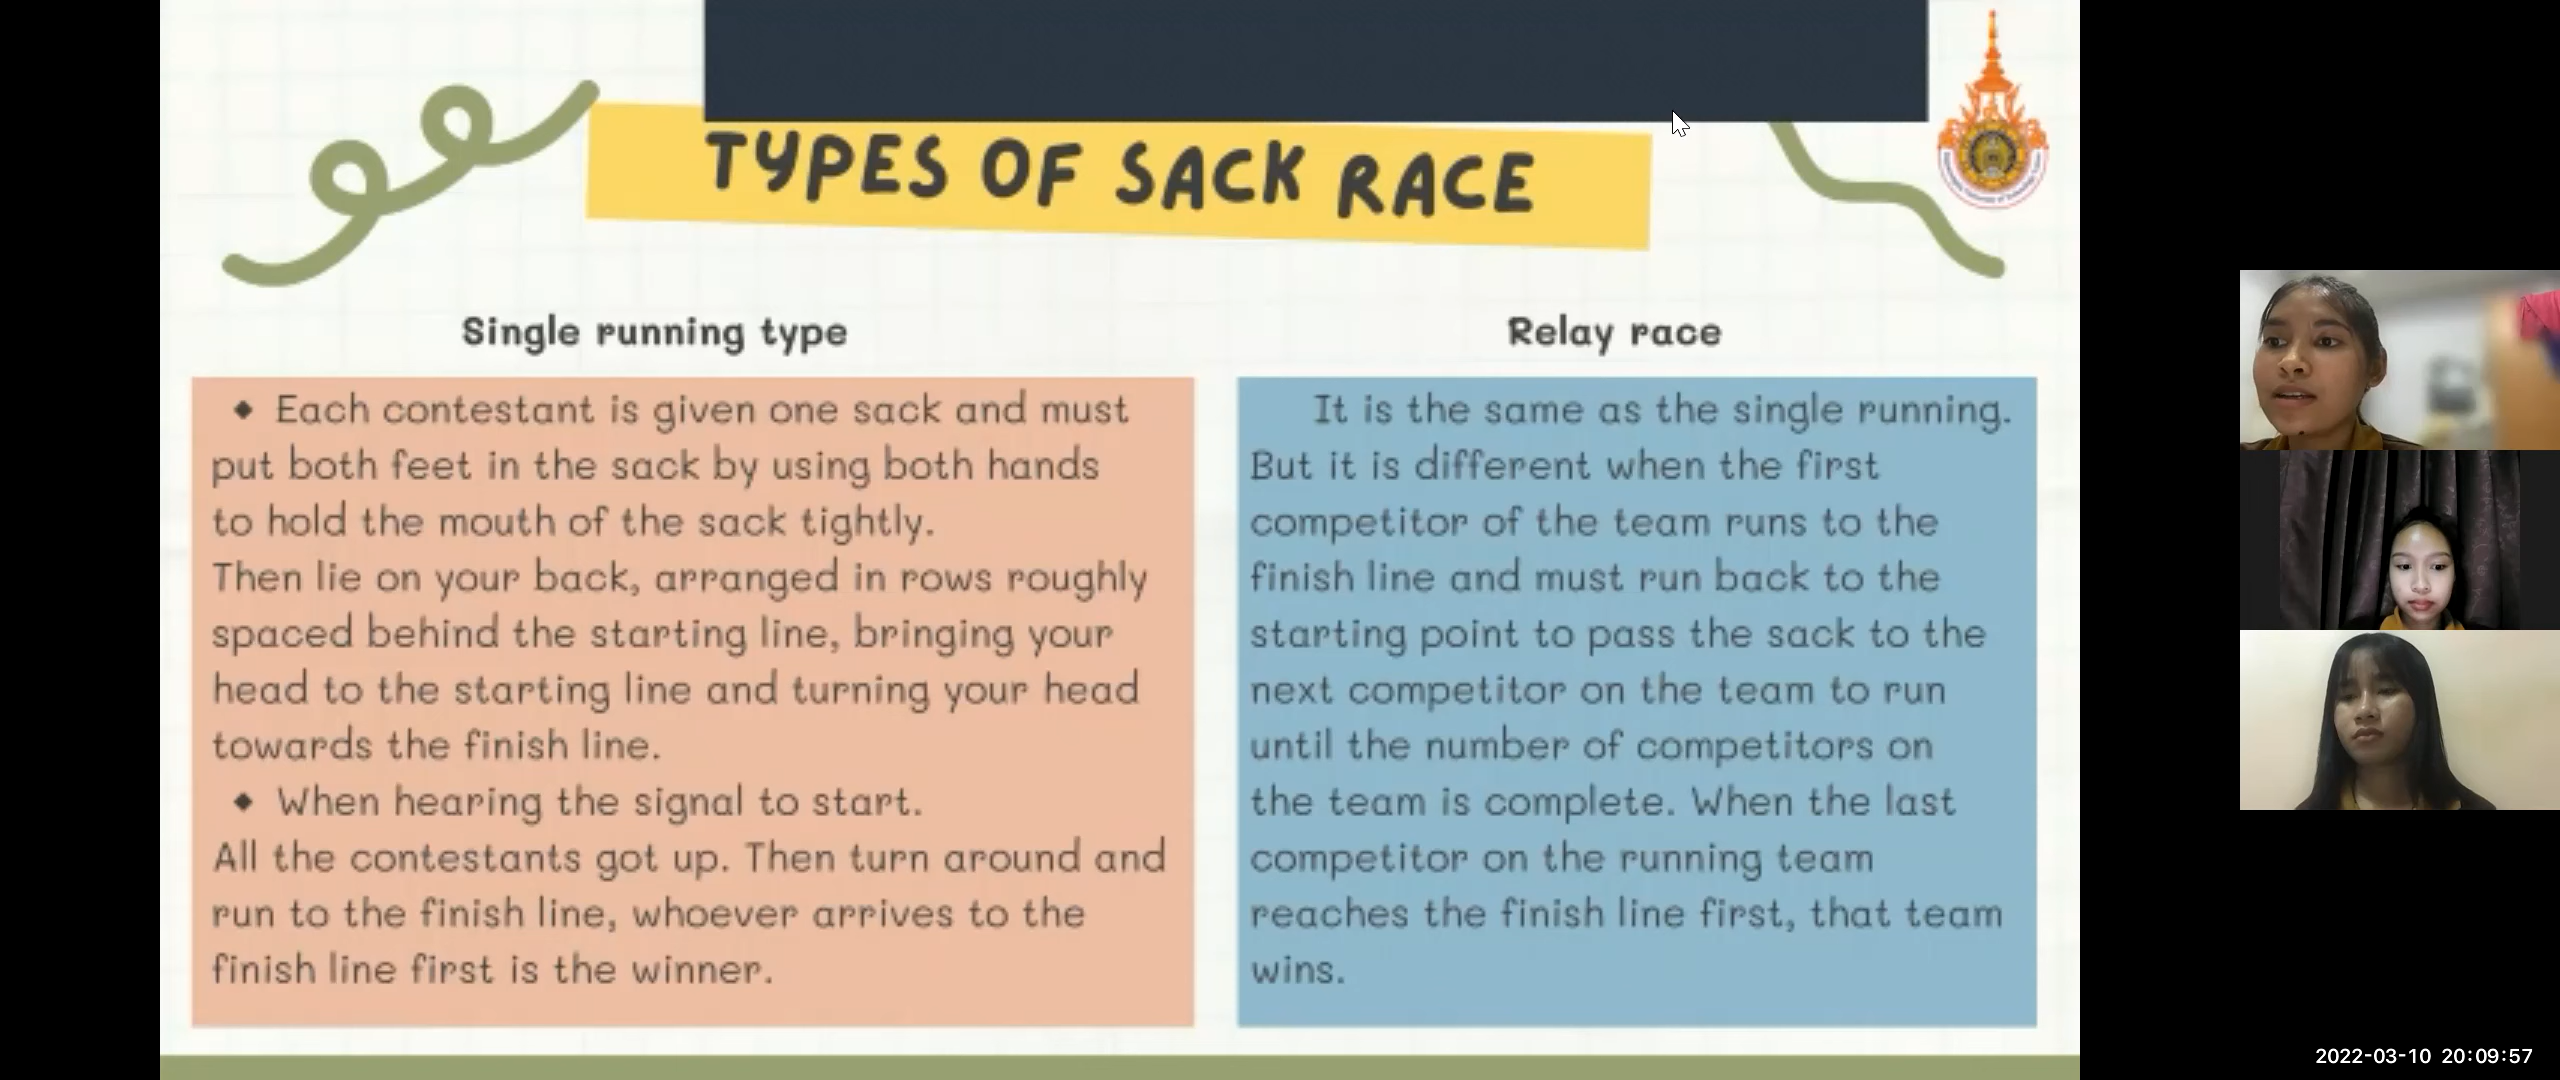 TYPES OF SACK RACE
Single running type
◆ Each contestant is given one sack and must
put both feet in the sack by using both hands
to hold the mouth of the sack tightly.
Then lie on your back, arranged in rows roughly
spaced behind the starting line, bringing your
head to the starting line and turning your head
towards the finish line.
◆ When hearing the signal to start.
All the contestants got up. Then turn around and
run to the finish line, whoever arrives to the
finish line first is the winner.
Relay race
It is the same as the single running.
But it is different when the first
competitor of the team runs to the
finish line and must run back to the
starting point to pass the sack to the
next competitor on the team to run
until the number of competitors on
the team is complete. When the last
competitor on the running team
reaches the finish line first, that team
wins.
2022-03-10 20:09:57